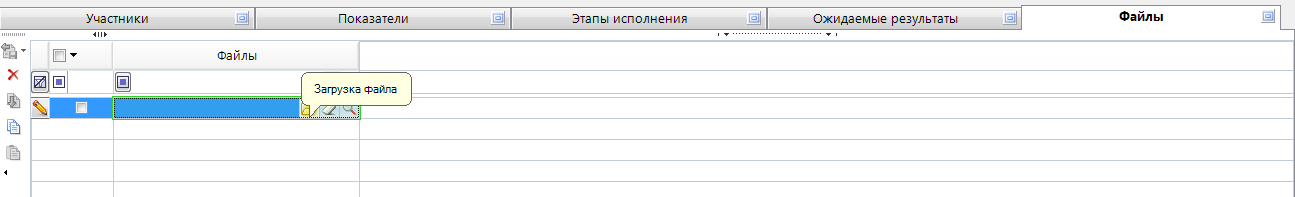 Участники
Показатели
Этапы исполнения
Ожидаемые результаты
Файлы
Файлы
Загрузка файла